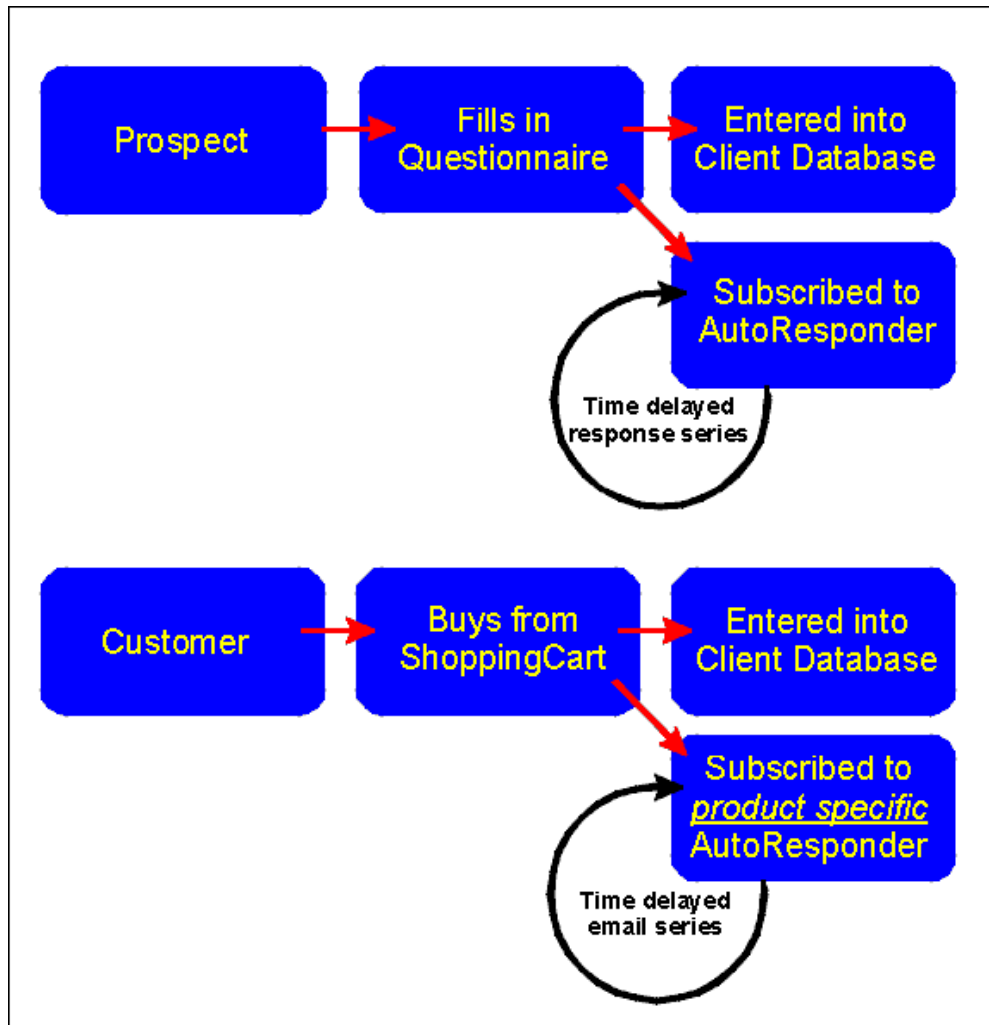 Prospect
Fills in
Questionnaire
Entered into
Client Database
Subscribed to
AutoResponder
Time delayed
response series
Customer
Buys from
ShoppingCart
Entered into
Client Database
Subscribed to
product specific
AutoResponder
Time delayed
email series